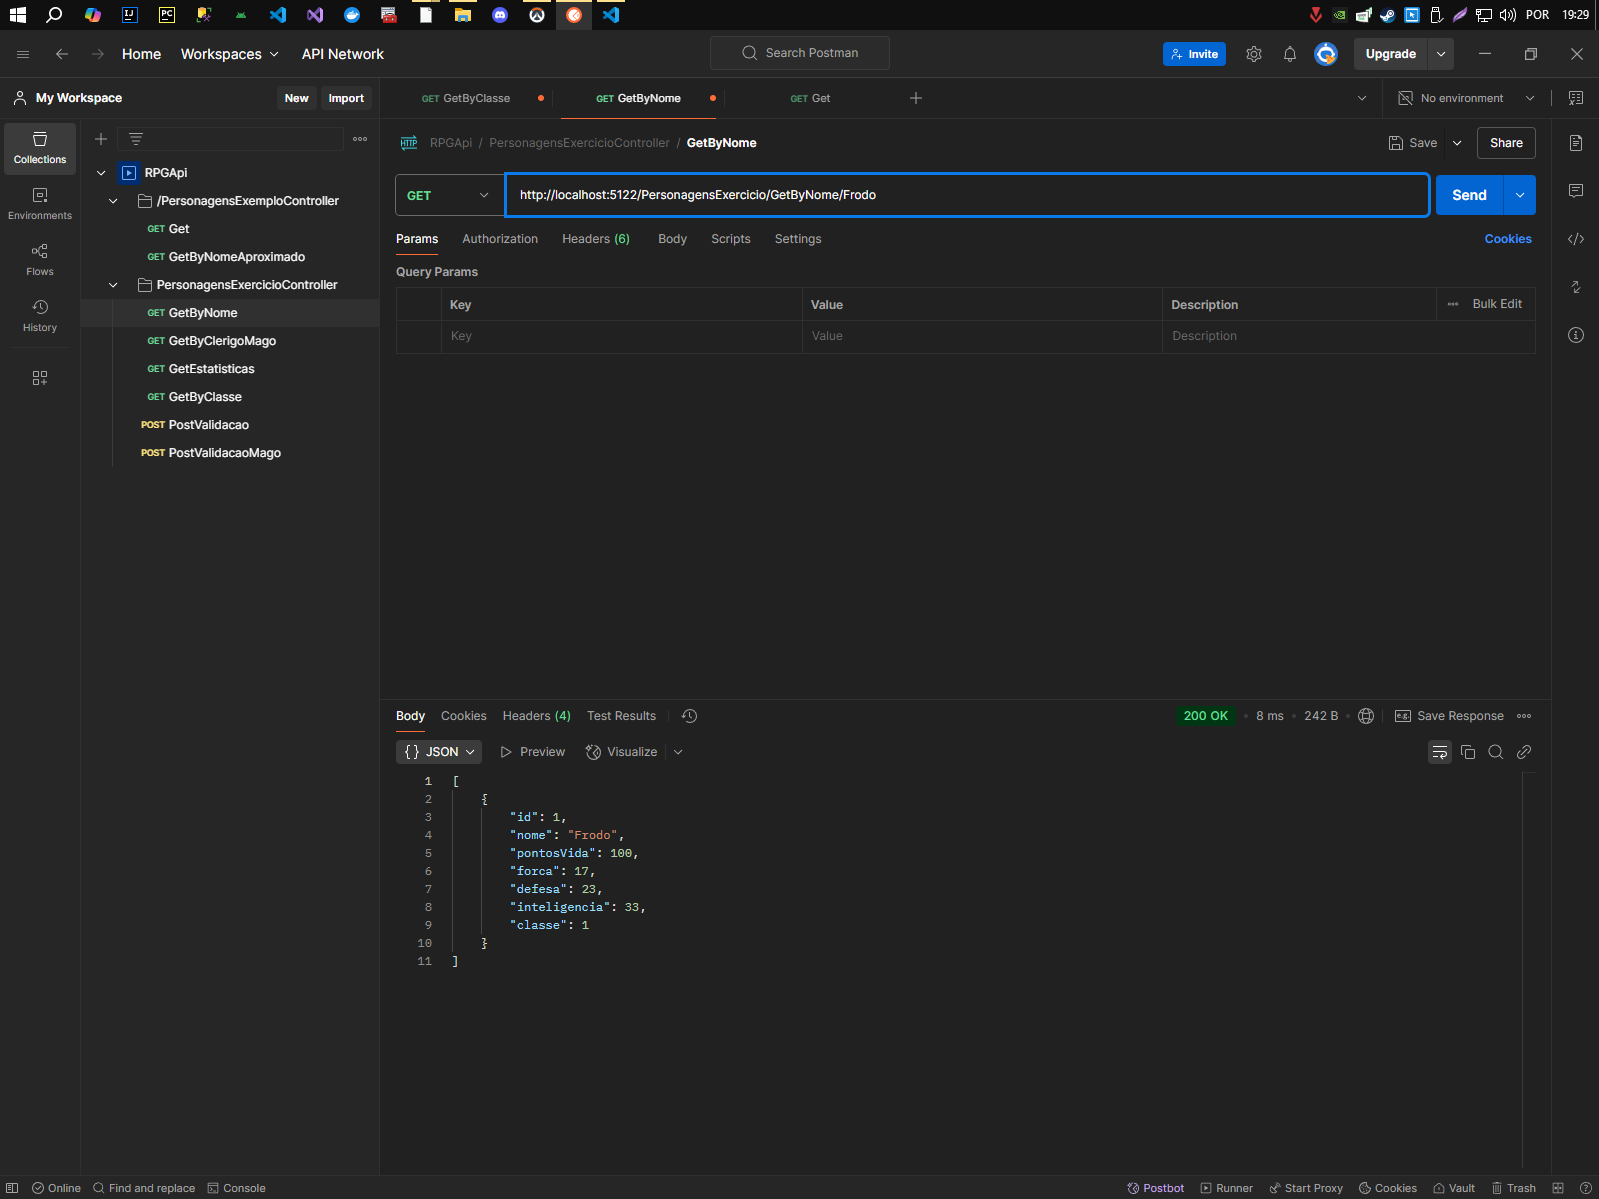 POR 19:29
Home Workspaces API Network Search Postman Invite Upgrade
My Workspace New Import GET GetByClasse GET GetByNome GET Get No environment
Collections
Environments
Flows
History
RPGApi
/PersonagensExemploController
GET Get
GET GetByNomeAproximado
PersonagensExercicioController
GET GetByNome
GET GetByClerigoMago
GET GetEstatisticas
GET GetByClasse
POST PostValidacao
POST PostValidacaoMago
HTTP RPGApi / PersonagensExercicioController / GetByNome Save Share
GET http://localhost:5122/PersonagensExercicio/GetByNome/Frodo Send
Params Authorization Headers (6) Body Scripts Settings Cookies
Query Params
Key Value Description Bulk Edit
Key Value Description
Body Cookies Headers (4) Test Results 200 OK 8 ms 242 B e.g. Save Response
{} JSON Preview Visualize
1 [
2 {
3 "id": 1,
4 "nome": "Frodo",
5 "pontosVida": 100,
6 "forca": 17,
7 "defesa": 23,
8 "inteligencia": 33,
9 "classe": 1
10 }
11 ]
Online Find and replace Console Postbot Runner Start Proxy Cookies Vault Trash